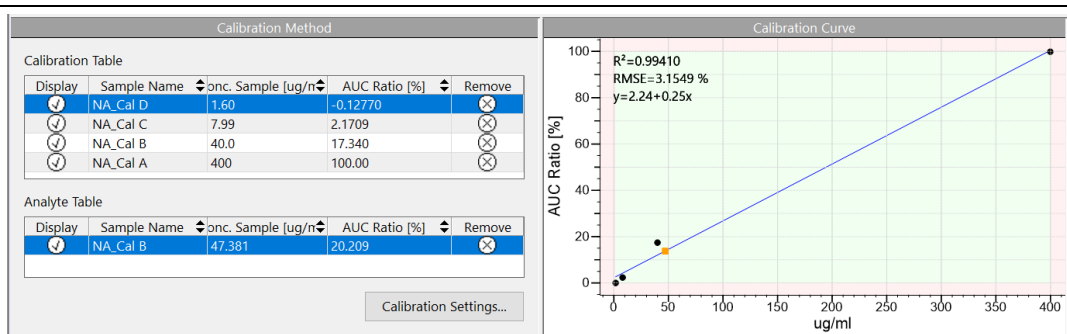 Calibration Method
Calibration Table
Display Sample Name onc. Sample [ug/n AUC Ratio [%] Remove
NA_Cal D 1.60 -0.12770
NA_Cal C 7.99 2.1709
NA_Cal B 40.0 17.340
NA_Cal A 400 100.00
Analyte Table
Display Sample Name onc. Sample [ug/n AUC Ratio [%] Remove
NA_Cal B 47.381 20.209
Calibration Settings...
Calibration Curve
R²=0.99410
RMSE=3.1549 %
y=2.24+0.25x
AUC Ratio [%]
100
80
60
40
20
0
0 50 100 150 200 250 300 350 400
ug/ml